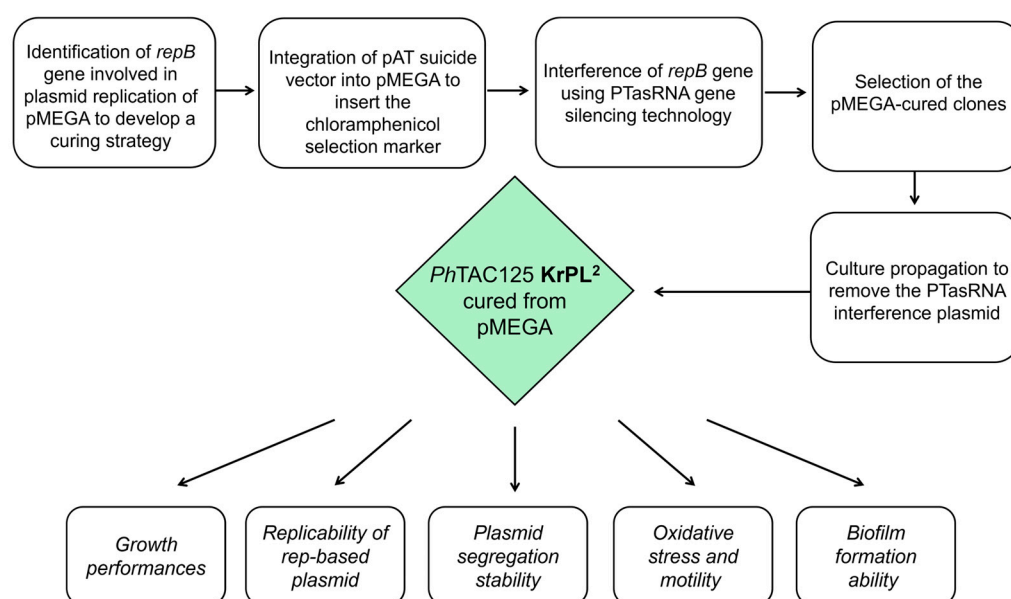 Identification of repB
gene involved in
plasmid replication of
pMEGA to develop a
curing strategy
Integration of pAT suicide
vector into pMEGA to
insert the
chloramphenicol
selection marker
Interference of repB gene
using PTasRNA gene
silencing technology
Selection of the
pMEGA-cured clones
Culture propagation to
remove the PTasRNA
interference plasmid
PhTAC125 KrPL²
cured from
pMEGA
Growth
performances
Replicability of
rep-based
plasmid
Plasmid
segregation
stability
Oxidative
stress and
motility
Biofilm
formation
ability